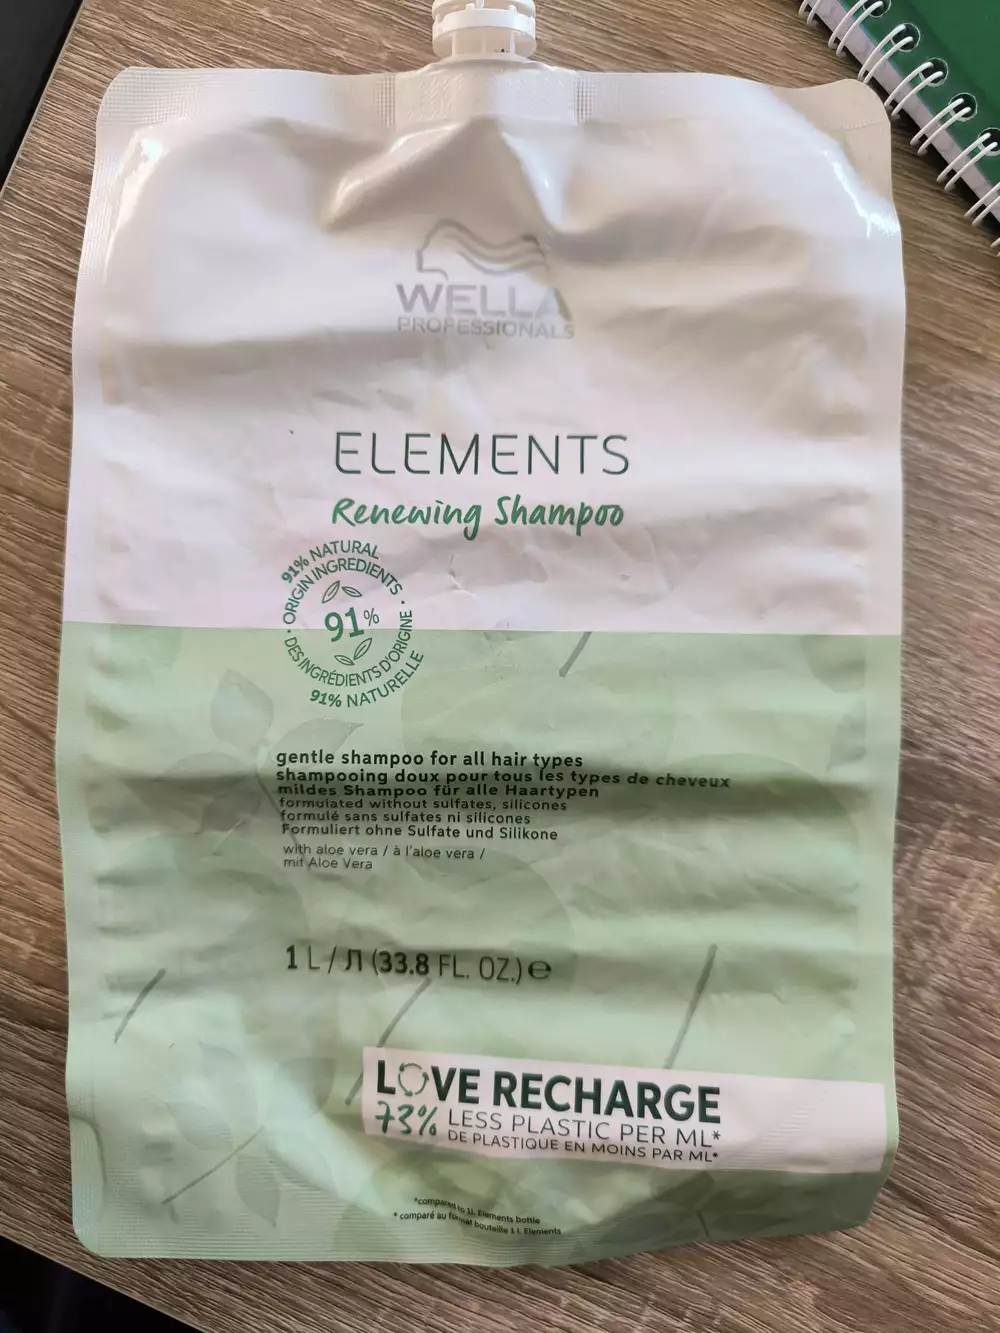 WELLA
PROFESSIONALS
ELEMENTS
Renewing Shampoo
91% NATURAL
ORIGIN INGREDIENTS
91%
DES INGRÉDIENTS D'ORIGINE
91% NATURELLE
gentle shampoo for all hair types
shampooing doux pour tous les types de cheveux
mildes Shampoo für alle Haartypen
formulated without sulfates, silicones
formulé sans sulfates ni silicones
Formuliert ohne Sulfate und Silikone
with aloe vera / à l'aloe vera /
mit Aloe Vera
1 L / Л (33.8 FL. OZ.) ℮
LOVE RECHARGE
73% LESS PLASTIC PER ML*
DE PLASTIQUE EN MOINS PAR ML*
*compared to 1L Elements bottle
* comparé au format bouteille 1 L Elements